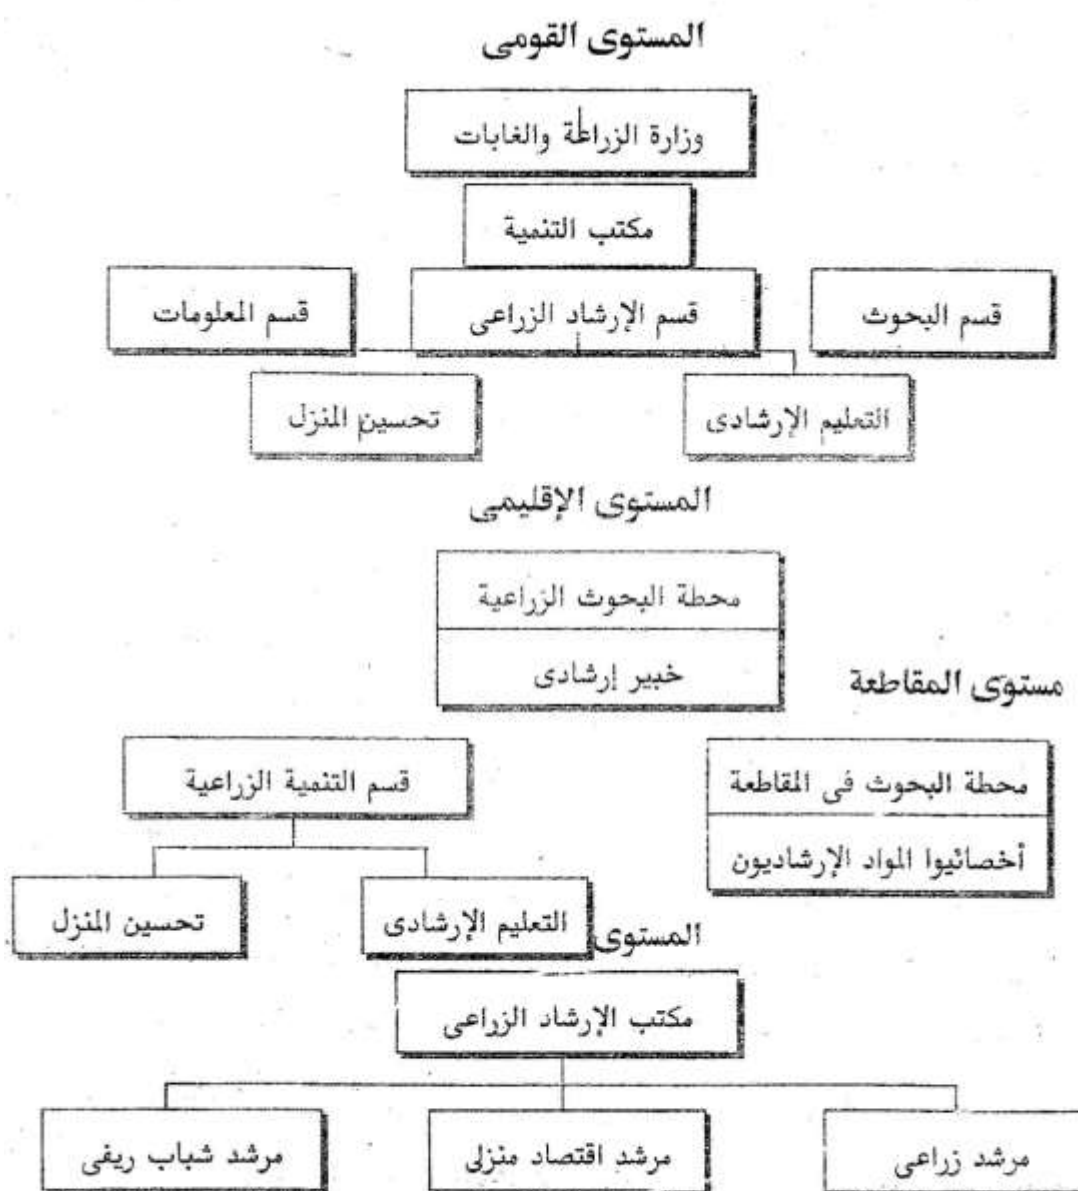 المستوى القومى
وزارة الزراعة والغابات
مكتب التنمية
قسم البحوث
قسم الإرشاد الزراعى
قسم المعلومات
التعليم الإرشادى
تحسين المنزل
المستوى الإقليمى
محطة البحوث الزراعية
خبير إرشادى
مستوى المقاطعة
محطة البحوث فى المقاطعة
أخصائيوا المواد الإرشاديون
قسم التنمية الزراعية
التعليم الإرشادى
تحسين المنزل
المستوى
مكتب الإرشاد الزراعى
مرشد زراعى
مرشد اقتصاد منزلى
مرشد شباب ريفى